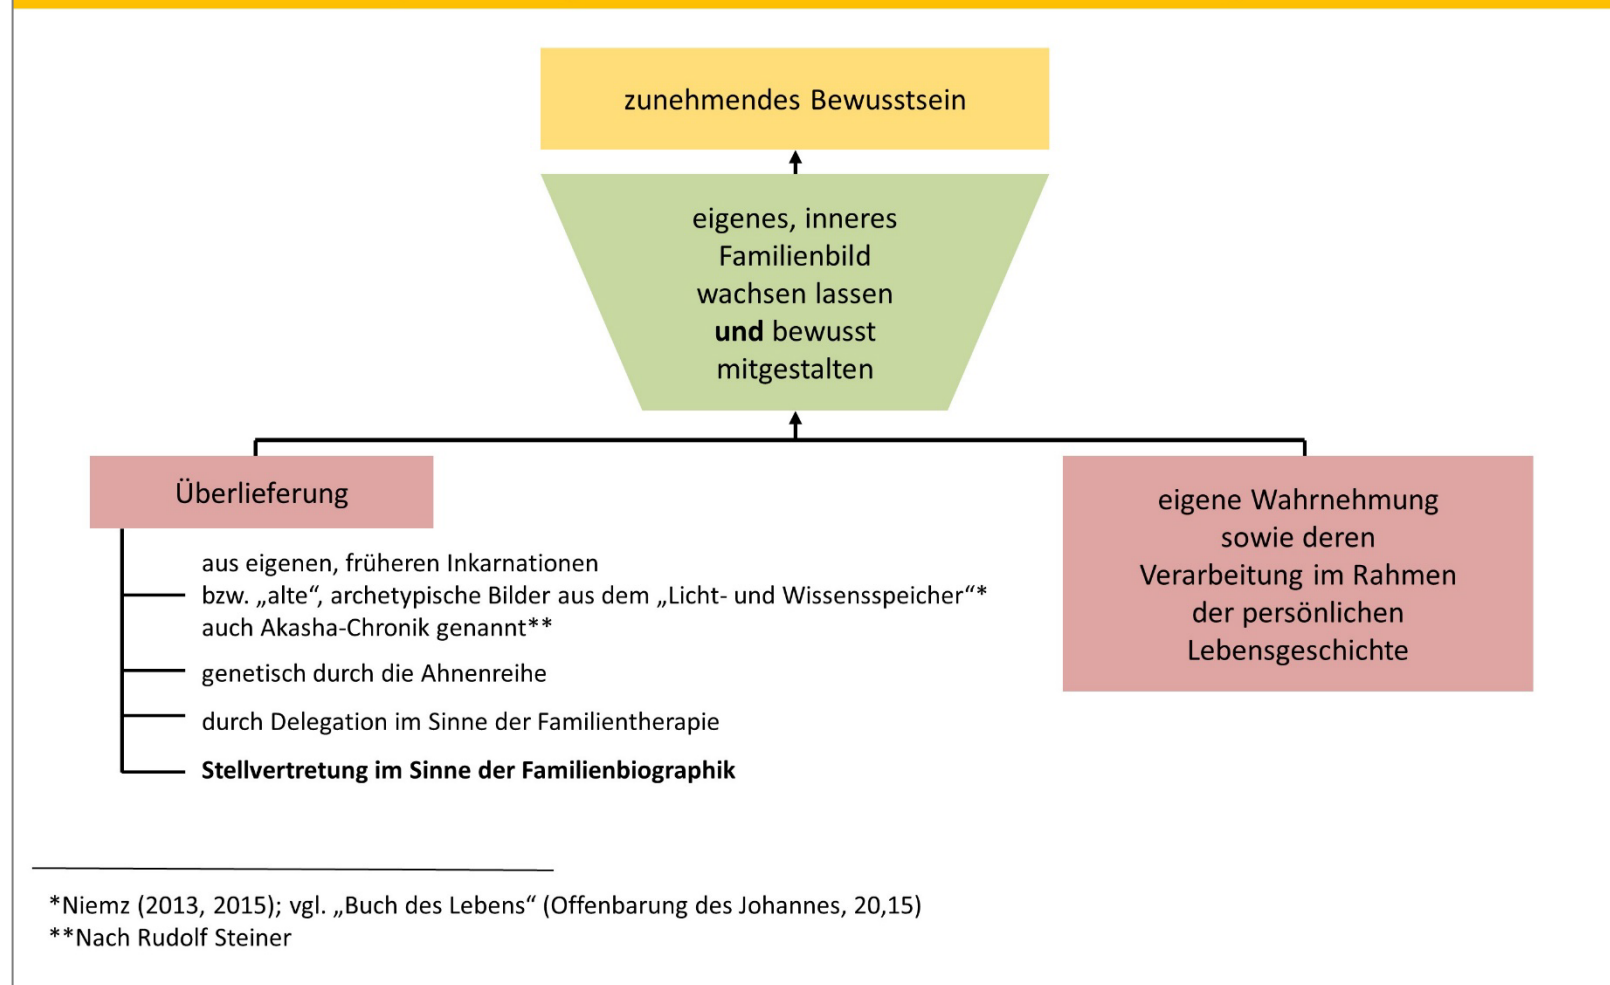 zunehmendes Bewusstsein
eigenes, inneres
Familienbild
wachsen lassen
und bewusst
mitgestalten
Überlieferung
aus eigenen, früheren Inkarnationen
bzw. „alte“, archetypische Bilder aus dem „Licht- und Wissensspeicher“*
auch Akasha-Chronik genannt**
genetisch durch die Ahnenreihe
durch Delegation im Sinne der Familientherapie
Stellvertretung im Sinne der Familienbiographik
eigene Wahrnehmung
sowie deren
Verarbeitung im Rahmen
der persönlichen
Lebensgeschichte
*Niemz (2013, 2015); vgl. „Buch des Lebens“ (Offenbarung des Johannes, 20,15)
**Nach Rudolf Steiner